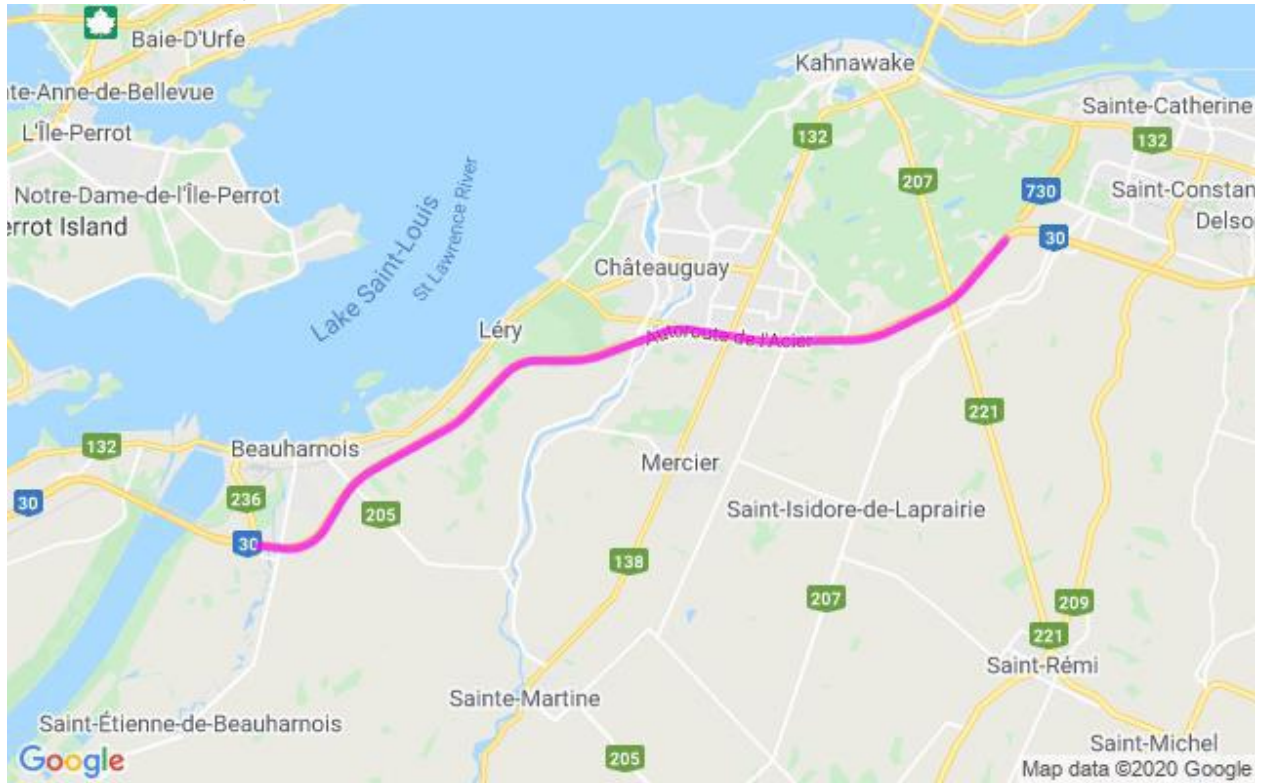 Baie-D'Urfe
te-Anne-de-Bellevue
L'Île-Perrot
Notre-Dame-de-l'Île-Perrot
errot Island
Lake Saint-Louis
St Lawrence River
Kahnawake
Sainte-Catherine
132
132
207
730
Saint-Constan
Delso
30
Châteauguay
Léry
Autoroute de l'Acier
221
132
Beauharnois
Mercier
30
236
205
Saint-Isidore-de-Laprairie
30
138
207
209
221
Saint-Rémi
Sainte-Martine
Saint-Étienne-de-Beauharnois
205
Saint-Michel
Google
Map data ©2020 Google